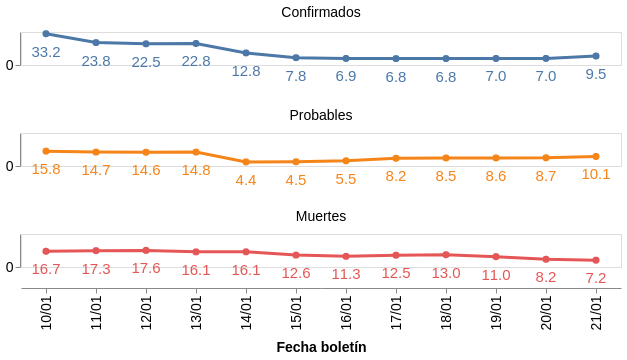 Confirmados
0
33.2 23.8 22.5 22.8 12.8 7.8 6.9 6.8 6.8 7.0 7.0 9.5
Probables
0
15.8 14.7 14.6 14.8 4.4 4.5 5.5 8.2 8.5 8.6 8.7 10.1
Muertes
0
16.7 17.3 17.6 16.1 16.1 12.6 11.3 12.5 13.0 11.0 8.2 7.2
10/01 11/01 12/01 13/01 14/01 15/01 16/01 17/01 18/01 19/01 20/01 21/01
Fecha boletín